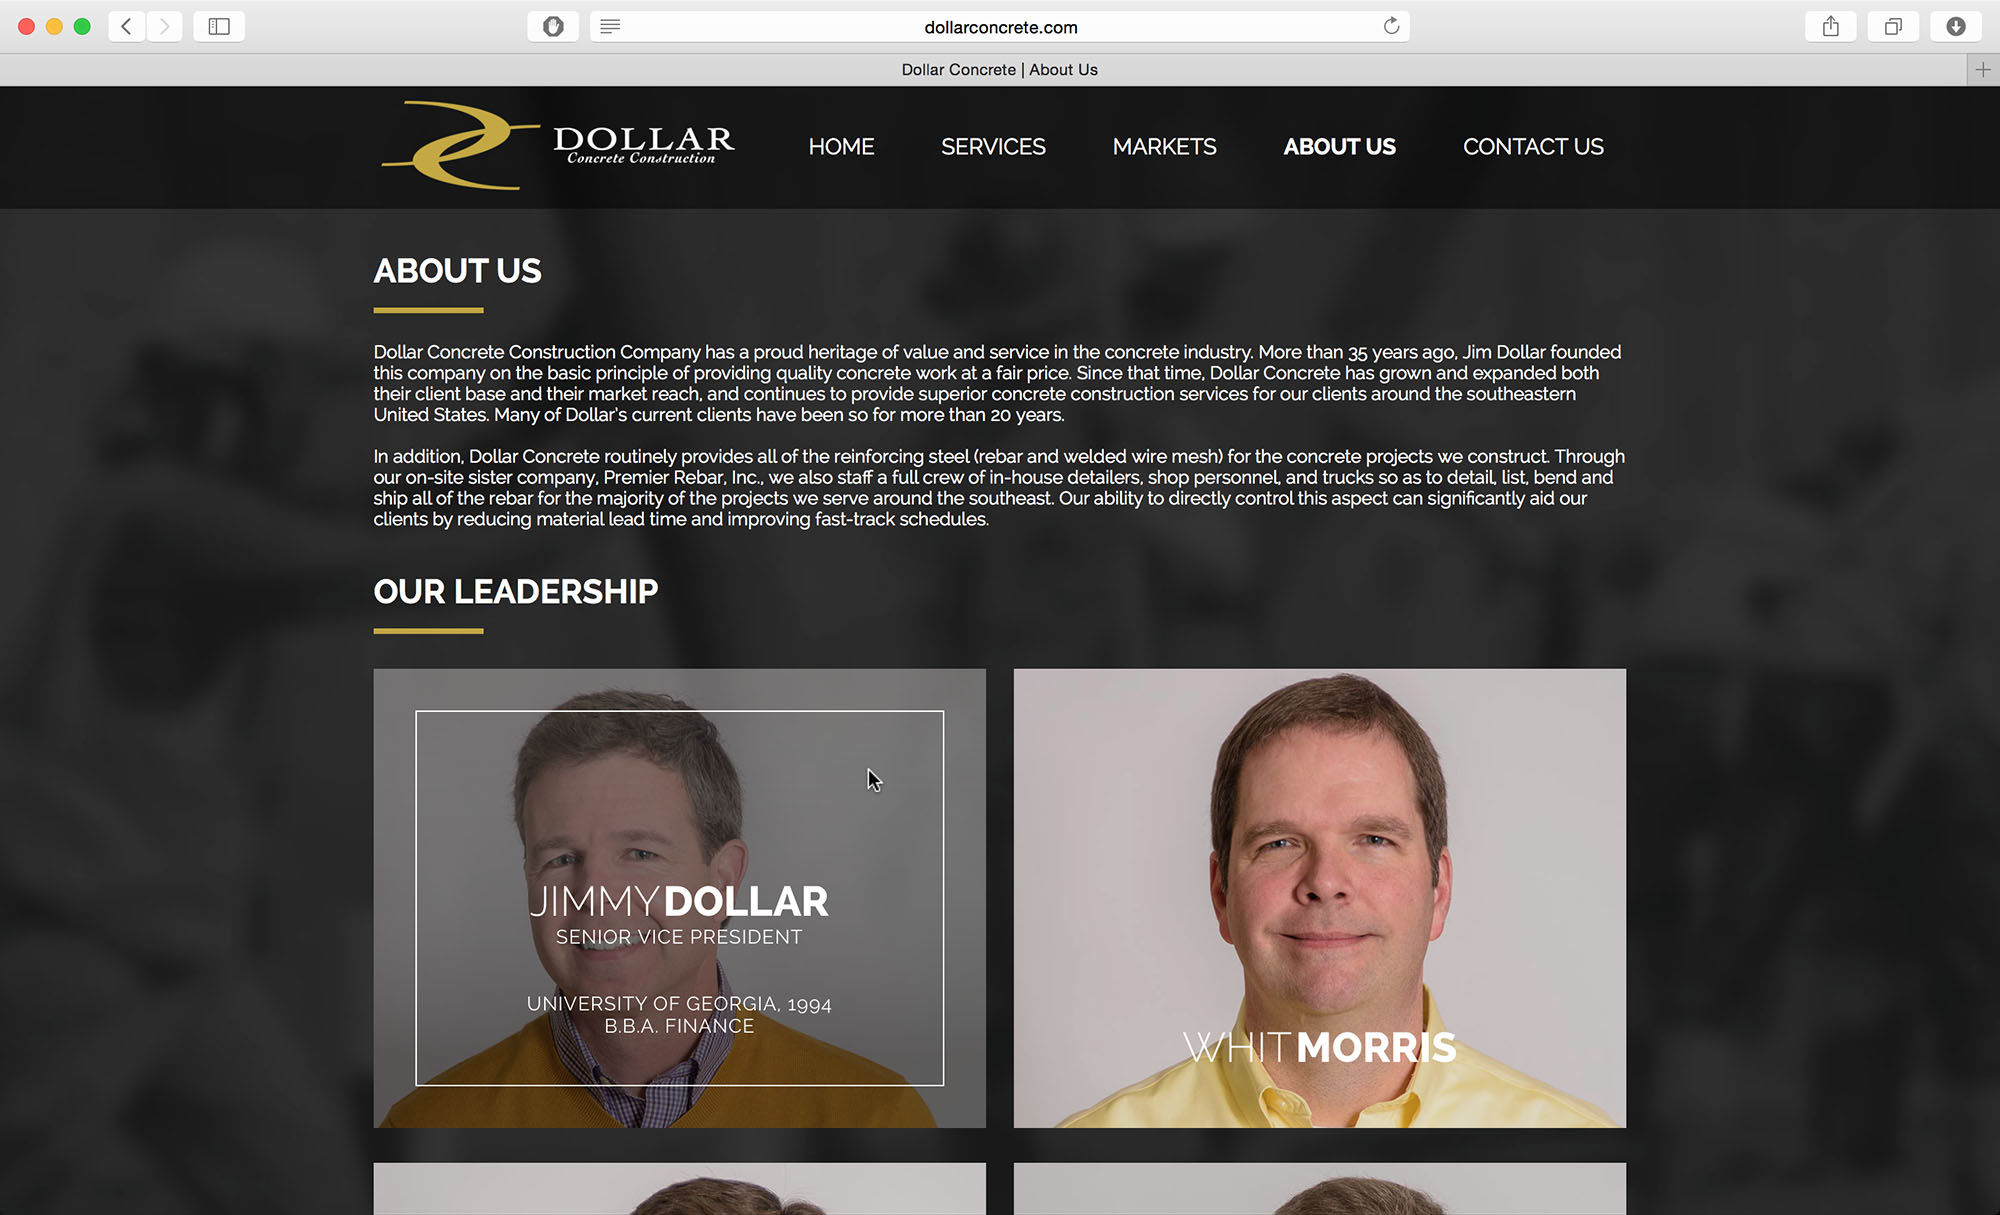 dollarconcrete.com
Dollar Concrete | About Us
DOLLAR
Concrete Construction
HOME
SERVICES
MARKETS
ABOUT US
CONTACT US
ABOUT US
Dollar Concrete Construction Company has a proud heritage of value and service in the concrete industry. More than 35 years ago, Jim Dollar founded
this company on the basic principle of providing quality concrete work at a fair price. Since that time, Dollar Concrete has grown and expanded both
their client base and their market reach, and continues to provide superior concrete construction services for our clients around the southeastern
United States. Many of Dollar's current clients have been so for more than 20 years.
In addition, Dollar Concrete routinely provides all of the reinforcing steel (rebar and welded wire mesh) for the concrete projects we construct. Through
our on-site sister company, Premier Rebar, Inc., we also staff a full crew of in-house detailers, shop personnel, and trucks so as to detail, list, bend and
ship all of the rebar for the majority of the projects we serve around the southeast. Our ability to directly control this aspect can significantly aid our
clients by reducing material lead time and improving fast-track schedules.
OUR LEADERSHIP
JIMMY DOLLAR
SENIOR VICE PRESIDENT
UNIVERSITY OF GEORGIA, 1994
B.B.A. FINANCE
WHIT MORRIS